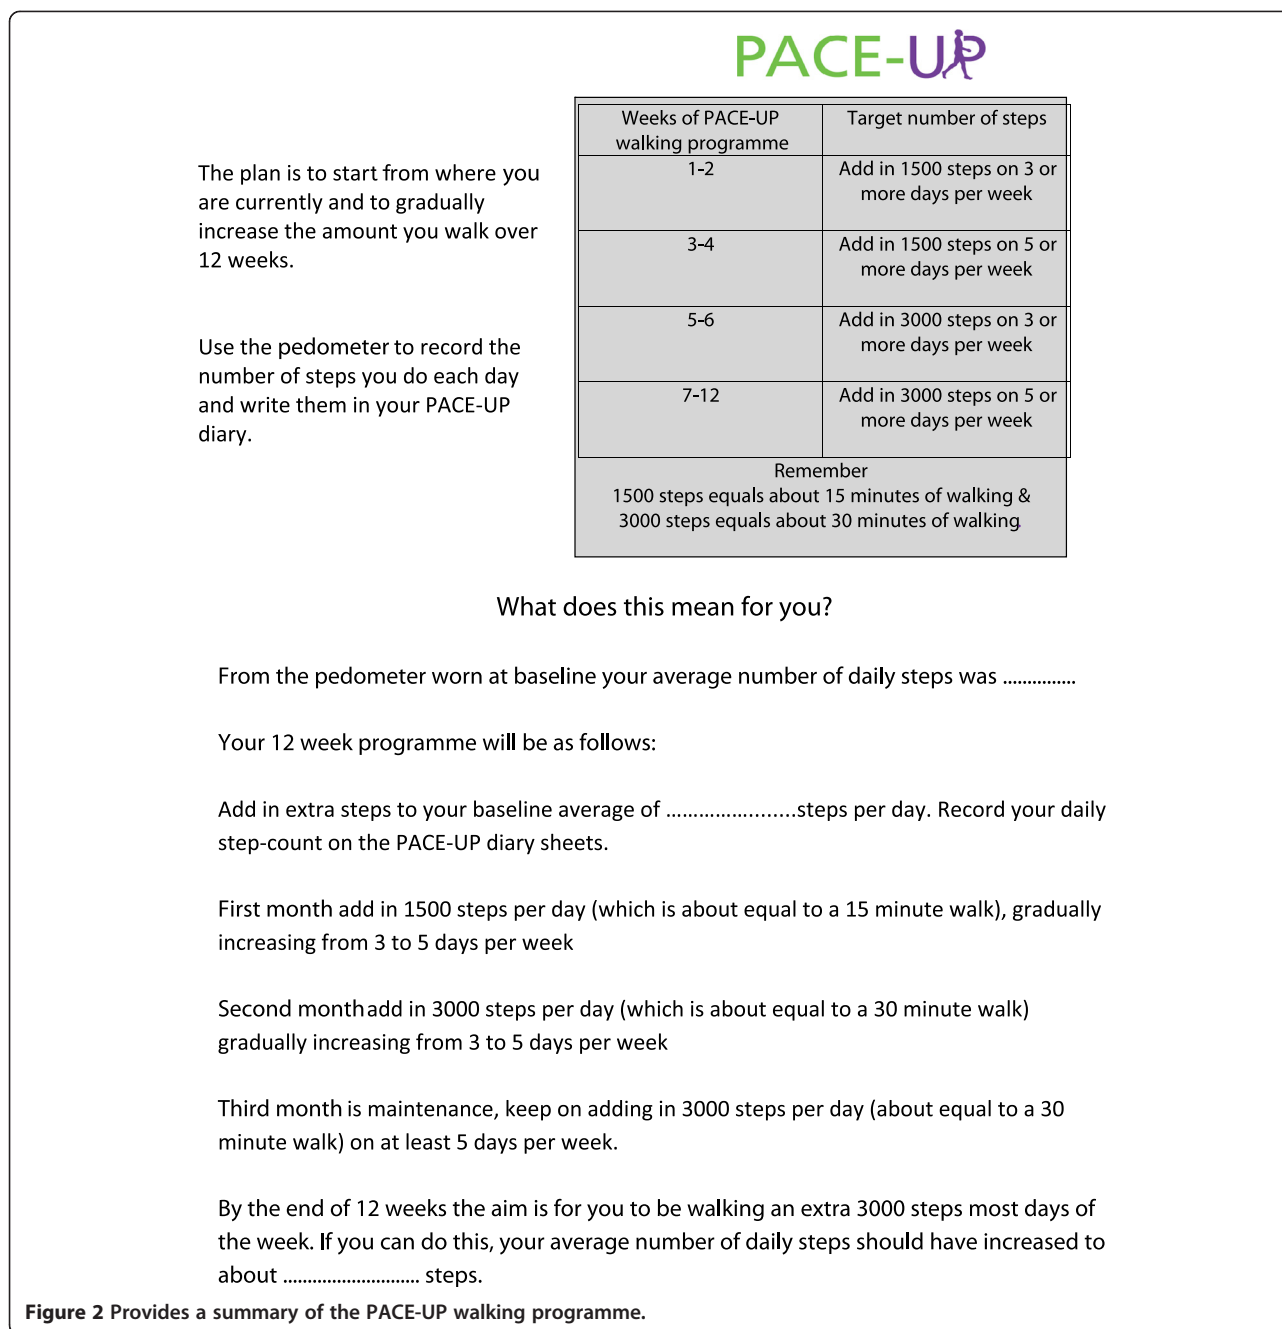 PACE-UP
The plan is to start from where you
are currently and to gradually
increase the amount you walk over
12 weeks.
Use the pedometer to record the
number of steps you do each day
and write them in your PACE-UP
diary.
Weeks of PACE-UP
walking programme
Target number of steps
1-2
Add in 1500 steps on 3 or
more days per week
3-4
Add in 1500 steps on 5 or
more days per week
5-6
Add in 3000 steps on 3 or
more days per week
7-12
Add in 3000 steps on 5 or
more days per week
Remember
1500 steps equals about 15 minutes of walking &
3000 steps equals about 30 minutes of walking.
What does this mean for you?
From the pedometer worn at baseline your average number of daily steps was ...............
Your 12 week programme will be as follows:
Add in extra steps to your baseline average of .......................steps per day. Record your daily
step-count on the PACE-UP diary sheets.
First month add in 1500 steps per day (which is about equal to a 15 minute walk), gradually
increasing from 3 to 5 days per week
Second month add in 3000 steps per day (which is about equal to a 30 minute walk)
gradually increasing from 3 to 5 days per week
Third month is maintenance, keep on adding in 3000 steps per day (about equal to a 30
minute walk) on at least 5 days per week.
By the end of 12 weeks the aim is for you to be walking an extra 3000 steps most days of
the week. If you can do this, your average number of daily steps should have increased to
about ............................ steps.
Figure 2 Provides a summary of the PACE-UP walking programme.